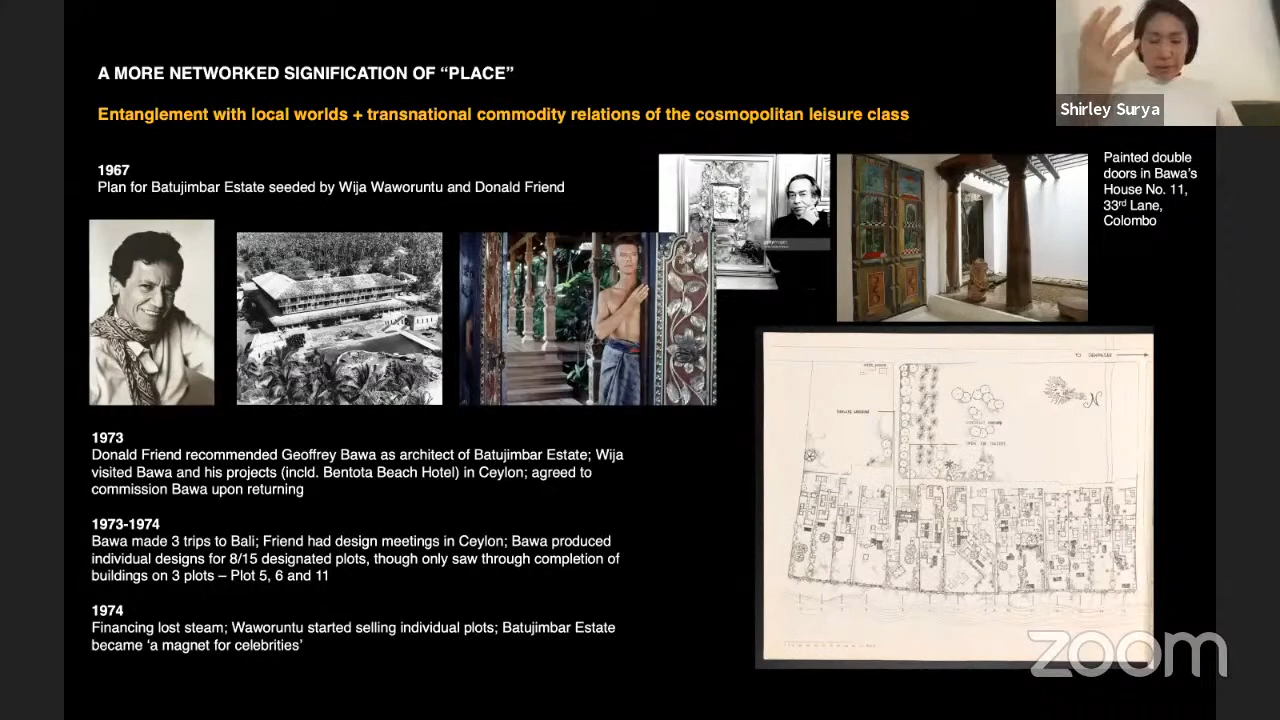 A MORE NETWORKED SIGNIFICATION OF “PLACE”
Entanglement with local worlds + transnational commodity relations of the cosmopolitan leisure class
Shirley Surya
1967
Plan for Batujimbar Estate seeded by Wija Waworuntu and Donald Friend
Painted double
doors in Bawa’s
House No. 11,
33rd Lane,
Colombo
1973
Donald Friend recommended Geoffrey Bawa as architect of Batujimbar Estate; Wija
visited Bawa and his projects (incl. Bentota Beach Hotel) in Ceylon; agreed to
commission Bawa upon returning
1973-1974
Bawa made 3 trips to Bali; Friend had design meetings in Ceylon; Bawa produced
individual designs for 8/15 designated plots, though only saw through completion of
buildings on 3 plots – Plot 5, 6 and 11
1974
Financing lost steam; Waworuntu started selling individual plots; Batujimbar Estate
became ‘a magnet for celebrities’
TO DENPASAR
N
zoom